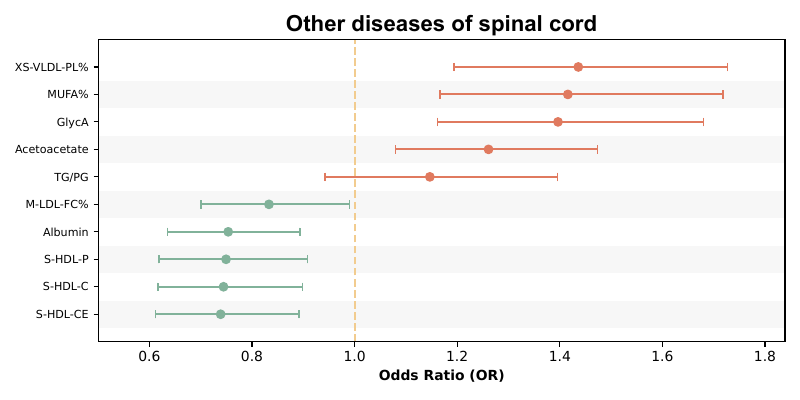 Other diseases of spinal cord
XS-VLDL-PL%
MUFA%
GlycA
Acetoacetate
TG/PG
M-LDL-FC%
Albumin
S-HDL-P
S-HDL-C
S-HDL-CE
0.6 0.8 1.0 1.2 1.4 1.6 1.8
Odds Ratio (OR)